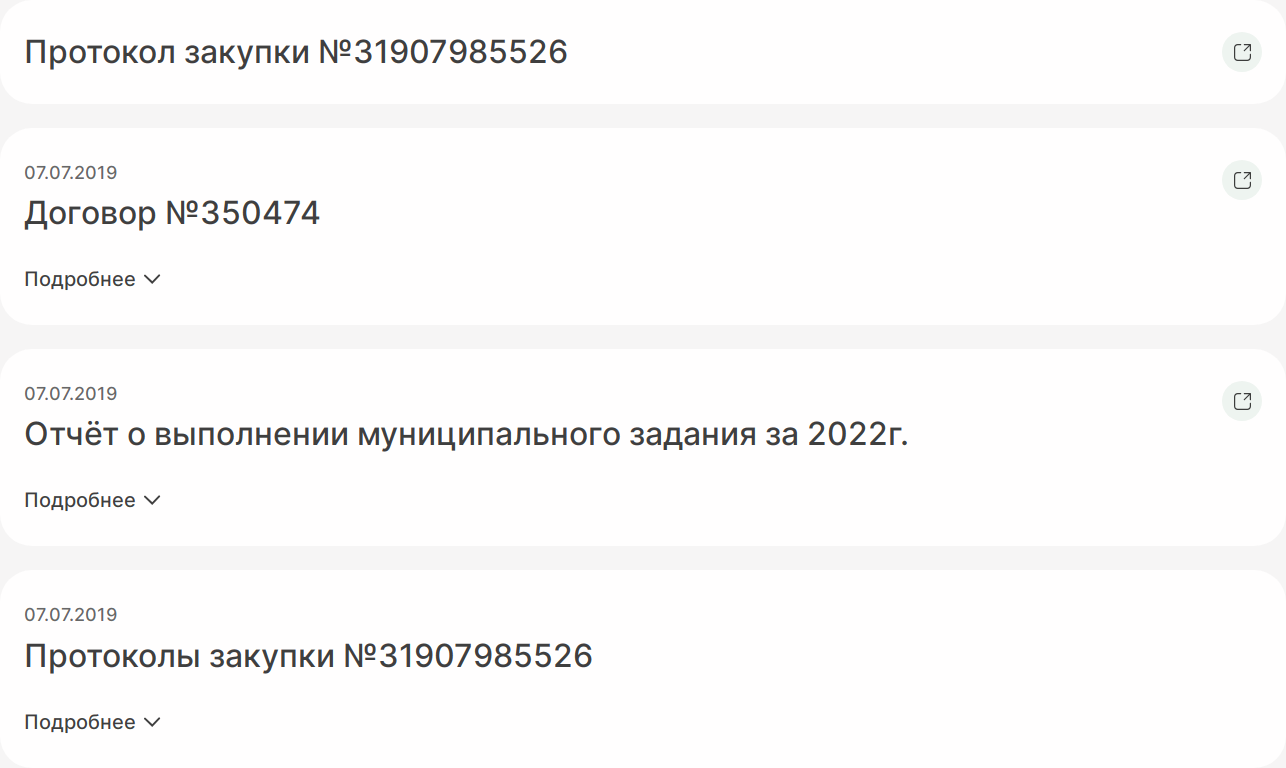 Протокол закупки №31907985526
07.07.2019
Договор №350474
Подробнее
07.07.2019
Отчёт о выполнении муниципального задания за 2022г.
Подробнее
07.07.2019
Протоколы закупки №31907985526
Подробнее